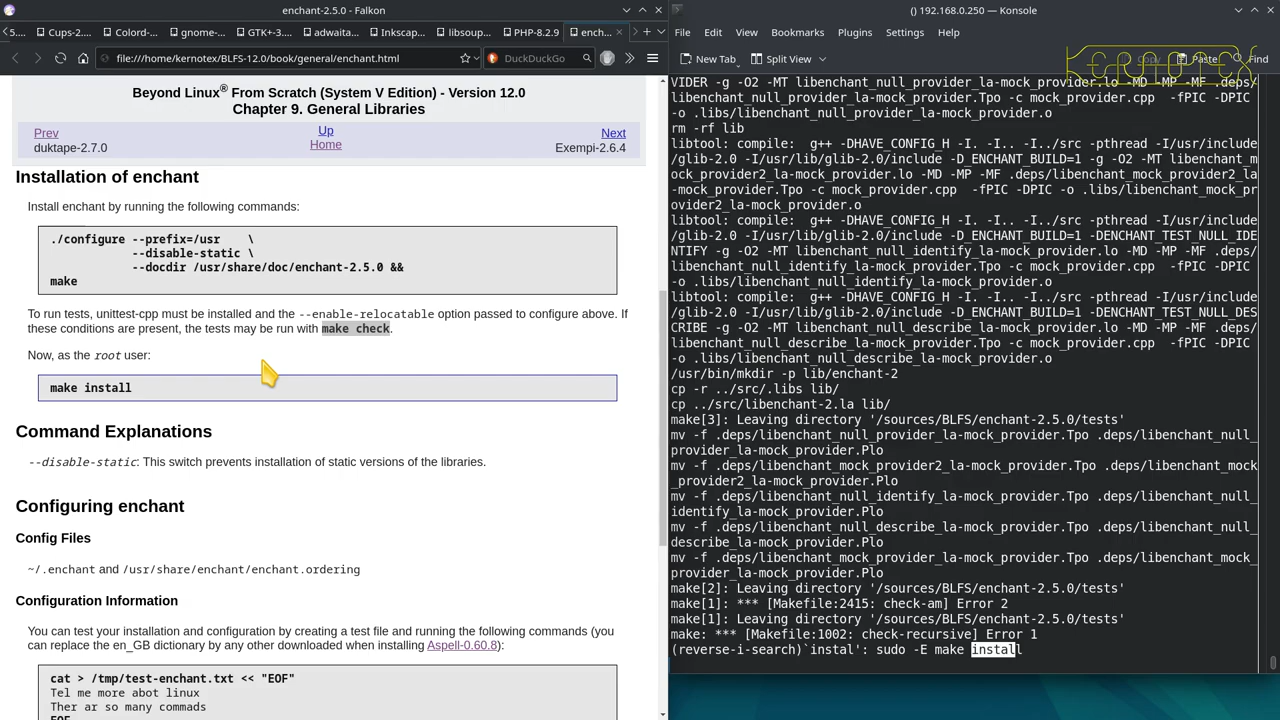 enchant-2.5.0 - Falkon
5....
Cups-2....
Colord-...
gnome-...
GTK+-3....
adwaita...
Inkscap...
libsoup...
PHP-8.2.9
ench...
file:///home/kernotex/BLFS-12.0/book/general/enchant.html
DuckDuckGo
Beyond Linux® From Scratch (System V Edition) - Version 12.0
Chapter 9. General Libraries
Prev
Up
Next
duktape-2.7.0
Home
Exempi-2.6.4
Installation of enchant
Install enchant by running the following commands:
./configure --prefix=/usr \
--disable-static \
--docdir /usr/share/doc/enchant-2.5.0 &&
make
To run tests, unittest-cpp must be installed and the --enable-relocatable option passed to configure above. If
these conditions are present, the tests may be run with make check.
Now, as the root user:
make install
Command Explanations
--disable-static: This switch prevents installation of static versions of the libraries.
Configuring enchant
Config Files
~/.enchant and /usr/share/enchant/enchant.ordering
Configuration Information
You can test your installation and configuration by creating a test file and running the following commands (you
can replace the en_GB dictionary by any other downloaded when installing Aspell-0.60.8):
cat > /tmp/test-enchant.txt << "EOF"
Tel me more abot linux
Ther ar so many commads
EOF
() 192.168.0.250 — Konsole
File Edit View Bookmarks Plugins Settings Help
New Tab
Split View
Paste
Find
KERNOTEX
VIDER -g -O2 -MT libenchant_null_provider_la-mock_provider.lo -MD -MP -MF .deps/
libenchant_null_provider_la-mock_provider.Tpo -c mock_provider.cpp -fPIC -DPIC
-o .libs/libenchant_null_provider_la-mock_provider.o
rm -rf lib
libtool: compile: g++ -DHAVE_CONFIG_H -I. -I.. -I../src -pthread -I/usr/include
/glib-2.0 -I/usr/lib/glib-2.0/include -D_ENCHANT_BUILD=1 -g -O2 -MT libenchant_m
ock_provider2_la-mock_provider.lo -MD -MP -MF .deps/libenchant_mock_provider2_la
-mock_provider.Tpo -c mock_provider.cpp -fPIC -DPIC -o .libs/libenchant_mock_pr
ovider2_la-mock_provider.o
libtool: compile: g++ -DHAVE_CONFIG_H -I. -I.. -I../src -pthread -I/usr/include
/glib-2.0 -I/usr/lib/glib-2.0/include -D_ENCHANT_BUILD=1 -DENCHANT_TEST_NULL_IDE
NTIFY -g -O2 -MT libenchant_null_identify_la-mock_provider.lo -MD -MP -MF .deps/
libenchant_null_identify_la-mock_provider.Tpo -c mock_provider.cpp -fPIC -DPIC
-o .libs/libenchant_null_identify_la-mock_provider.o
libtool: compile: g++ -DHAVE_CONFIG_H -I. -I.. -I../src -pthread -I/usr/include
/glib-2.0 -I/usr/lib/glib-2.0/include -D_ENCHANT_BUILD=1 -DENCHANT_TEST_NULL_DES
CRIBE -g -O2 -MT libenchant_null_describe_la-mock_provider.lo -MD -MP -MF .deps/
libenchant_null_describe_la-mock_provider.Tpo -c mock_provider.cpp -fPIC -DPIC
-o .libs/libenchant_null_describe_la-mock_provider.o
/usr/bin/mkdir -p lib/enchant-2
cp -r ../src/.libs lib/
cp ../src/libenchant-2.la lib/
make[3]: Leaving directory '/sources/BLFS/enchant-2.5.0/tests'
mv -f .deps/libenchant_null_provider_la-mock_provider.Tpo .deps/libenchant_null_
provider_la-mock_provider.Plo
mv -f .deps/libenchant_mock_provider2_la-mock_provider.Tpo .deps/libenchant_mock
_provider2_la-mock_provider.Plo
mv -f .deps/libenchant_null_identify_la-mock_provider.Tpo .deps/libenchant_null_
identify_la-mock_provider.Plo
mv -f .deps/libenchant_null_describe_la-mock_provider.Tpo .deps/libenchant_null_
describe_la-mock_provider.Plo
mv -f .deps/libenchant_mock_provider_la-mock_provider.Tpo .deps/libenchant_mock_
provider_la-mock_provider.Plo
make[2]: Leaving directory '/sources/BLFS/enchant-2.5.0/tests'
make[1]: *** [Makefile:2415: check-am] Error 2
make[1]: Leaving directory '/sources/BLFS/enchant-2.5.0/tests'
make: *** [Makefile:1002: check-recursive] Error 1
(reverse-i-search)`instal': sudo -E make install